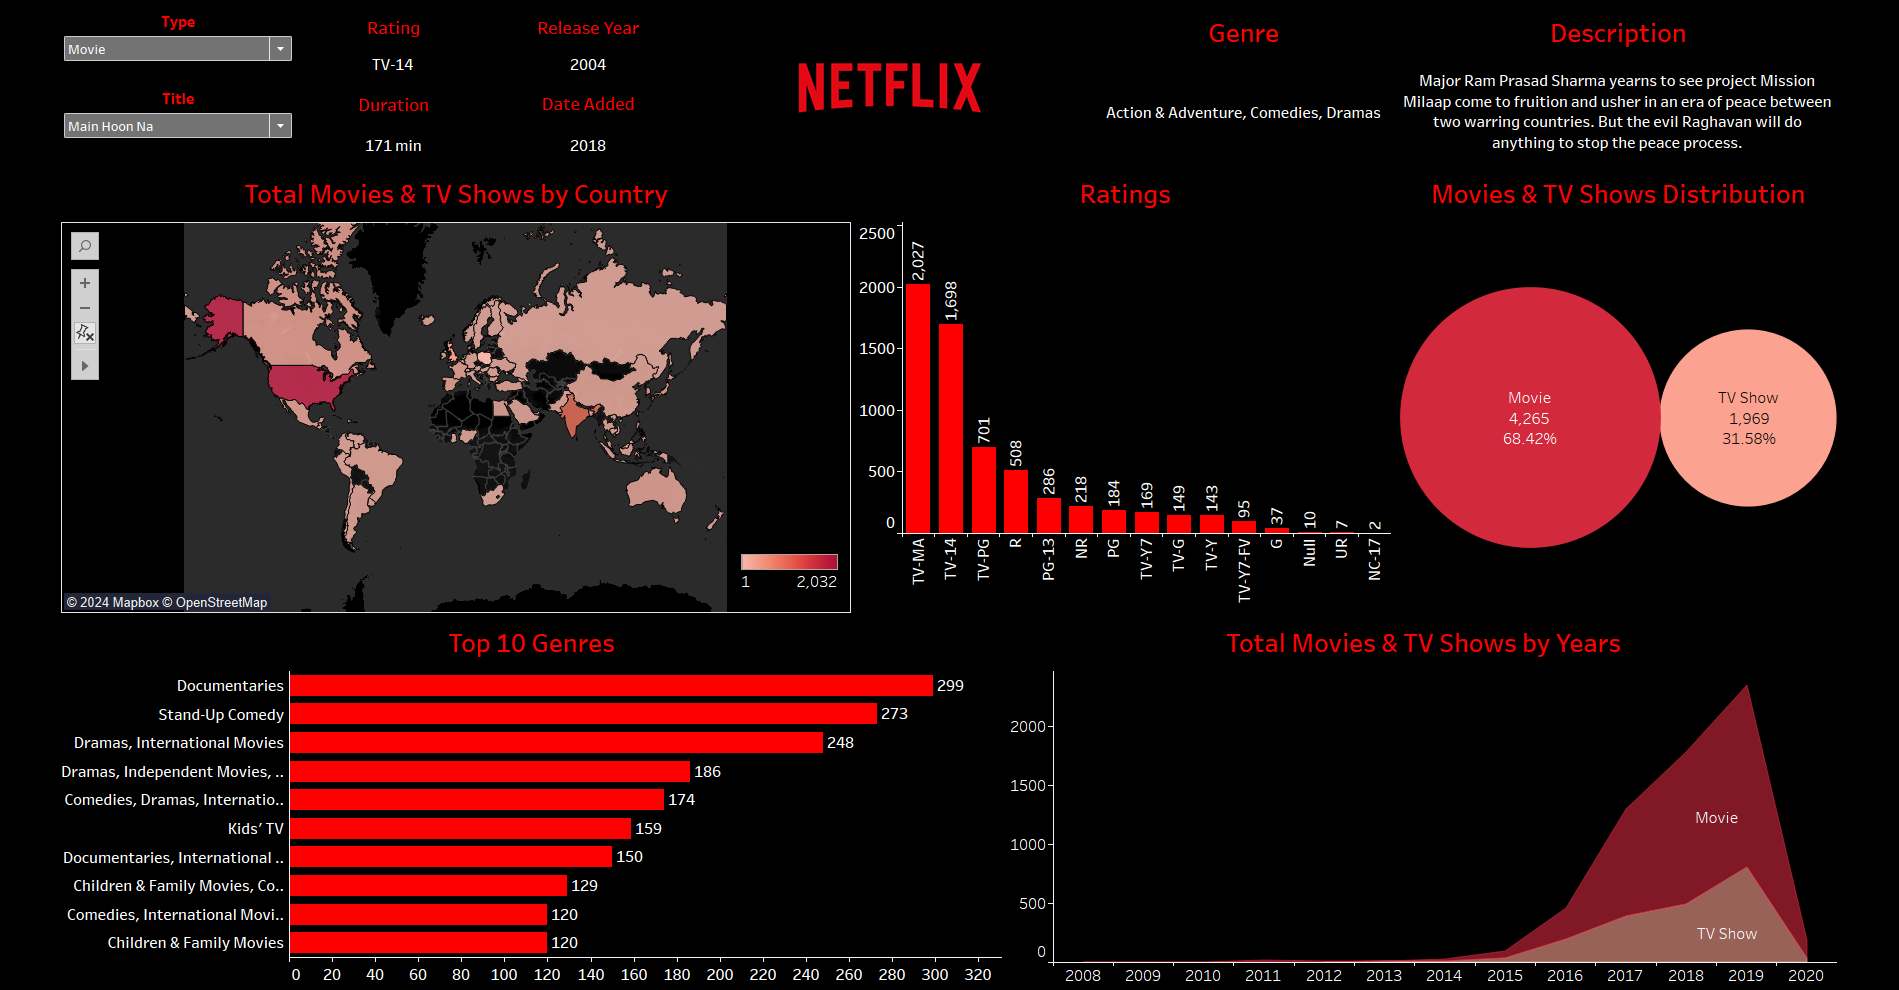 Type
Movie
Title
Main Hoon Na
Rating
TV-14
Duration
171 min
Release Year
2004
Date Added
2018
NETFLIX
Genre
Action & Adventure, Comedies, Dramas
Description
Major Ram Prasad Sharma yearns to see project Mission
Milaap come to fruition and usher in an era of peace between
two warring countries. But the evil Raghavan will do
anything to stop the peace process.
Total Movies & TV Shows by Country
1
2,032
© 2024 Mapbox © OpenStreetMap
Ratings
2500
2000
1500
1000
500
0
2,027
1,698
701
508
286
218
184
169
149
143
95
37
10
7
2
TV-MA
TV-14
TV-PG
R
PG-13
NR
PG
TV-Y7
TV-G
TV-Y
TV-Y7-FV
G
Null
UR
NC-17
Movies & TV Shows Distribution
Movie
4,265
68.42%
TV Show
1,969
31.58%
Top 10 Genres
Documentaries 299
Stand-Up Comedy 273
Dramas, International Movies 248
Dramas, Independent Movies, .. 186
Comedies, Dramas, Internatio.. 174
Kids’ TV 159
Documentaries, International .. 150
Children & Family Movies, Co.. 129
Comedies, International Movi.. 120
Children & Family Movies 120
0 20 40 60 80 100 120 140 160 180 200 220 240 260 280 300 320
Total Movies & TV Shows by Years
2000
1500
1000
500
0
Movie
TV Show
2008 2009 2010 2011 2012 2013 2014 2015 2016 2017 2018 2019 2020